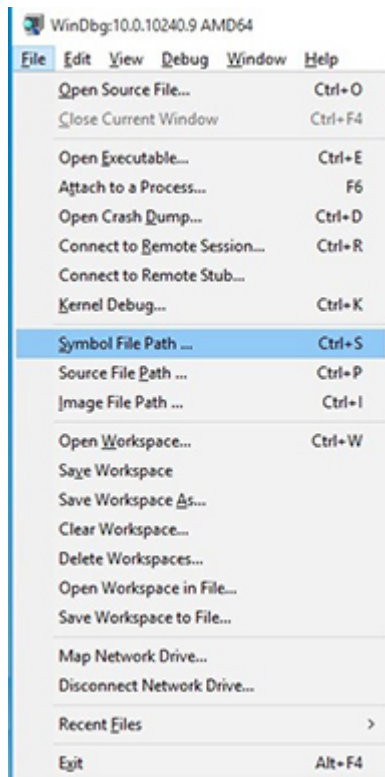 WinDbg:10.0.10240.9 AMD64
File Edit View Debug Window Help
Open Source File... Ctrl+O
Close Current Window Ctrl+F4
Open Executable... Ctrl+E
Attach to a Process... F6
Open Crash Dump... Ctrl+D
Connect to Remote Session... Ctrl+R
Connect to Remote Stub...
Kernel Debug... Ctrl+K
Symbol File Path ... Ctrl+S
Source File Path ... Ctrl+P
Image File Path ... Ctrl+I
Open Workspace... Ctrl+W
Save Workspace
Save Workspace As...
Clear Workspace...
Delete Workspaces...
Open Workspace in File...
Save Workspace to File...
Map Network Drive...
Disconnect Network Drive...
Recent Files >
Exit Alt+F4